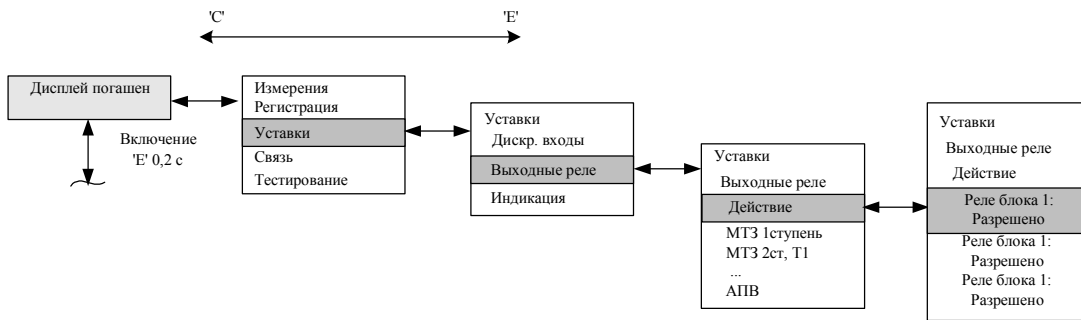 'C'
'E'
Дисплей погашен
Включение
'E' 0,2 с
Измерения
Регистрация
Уставки
Связь
Тестирование
Уставки
Дискр. входы
Выходные реле
Индикация
Уставки
Выходные реле
Действие
МТЗ 1ступень
МТЗ 2ст, Т1
...
АПВ
Уставки
Выходные реле
Действие
Реле блока 1:
Разрешено
Реле блока 1:
Разрешено
Реле блока 1:
Разрешено